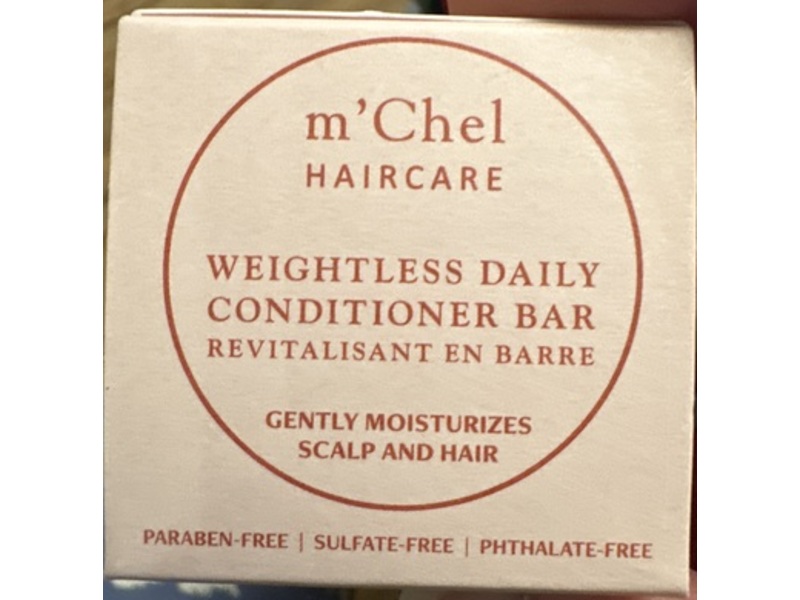 m'Chel
HAIRCARE
WEIGHTLESS DAILY
CONDITIONER BAR
REVITALISANT EN BARRE
GENTLY MOISTURIZES
SCALP AND HAIR
PARABEN-FREE | SULFATE-FREE | PHTHALATE-FREE